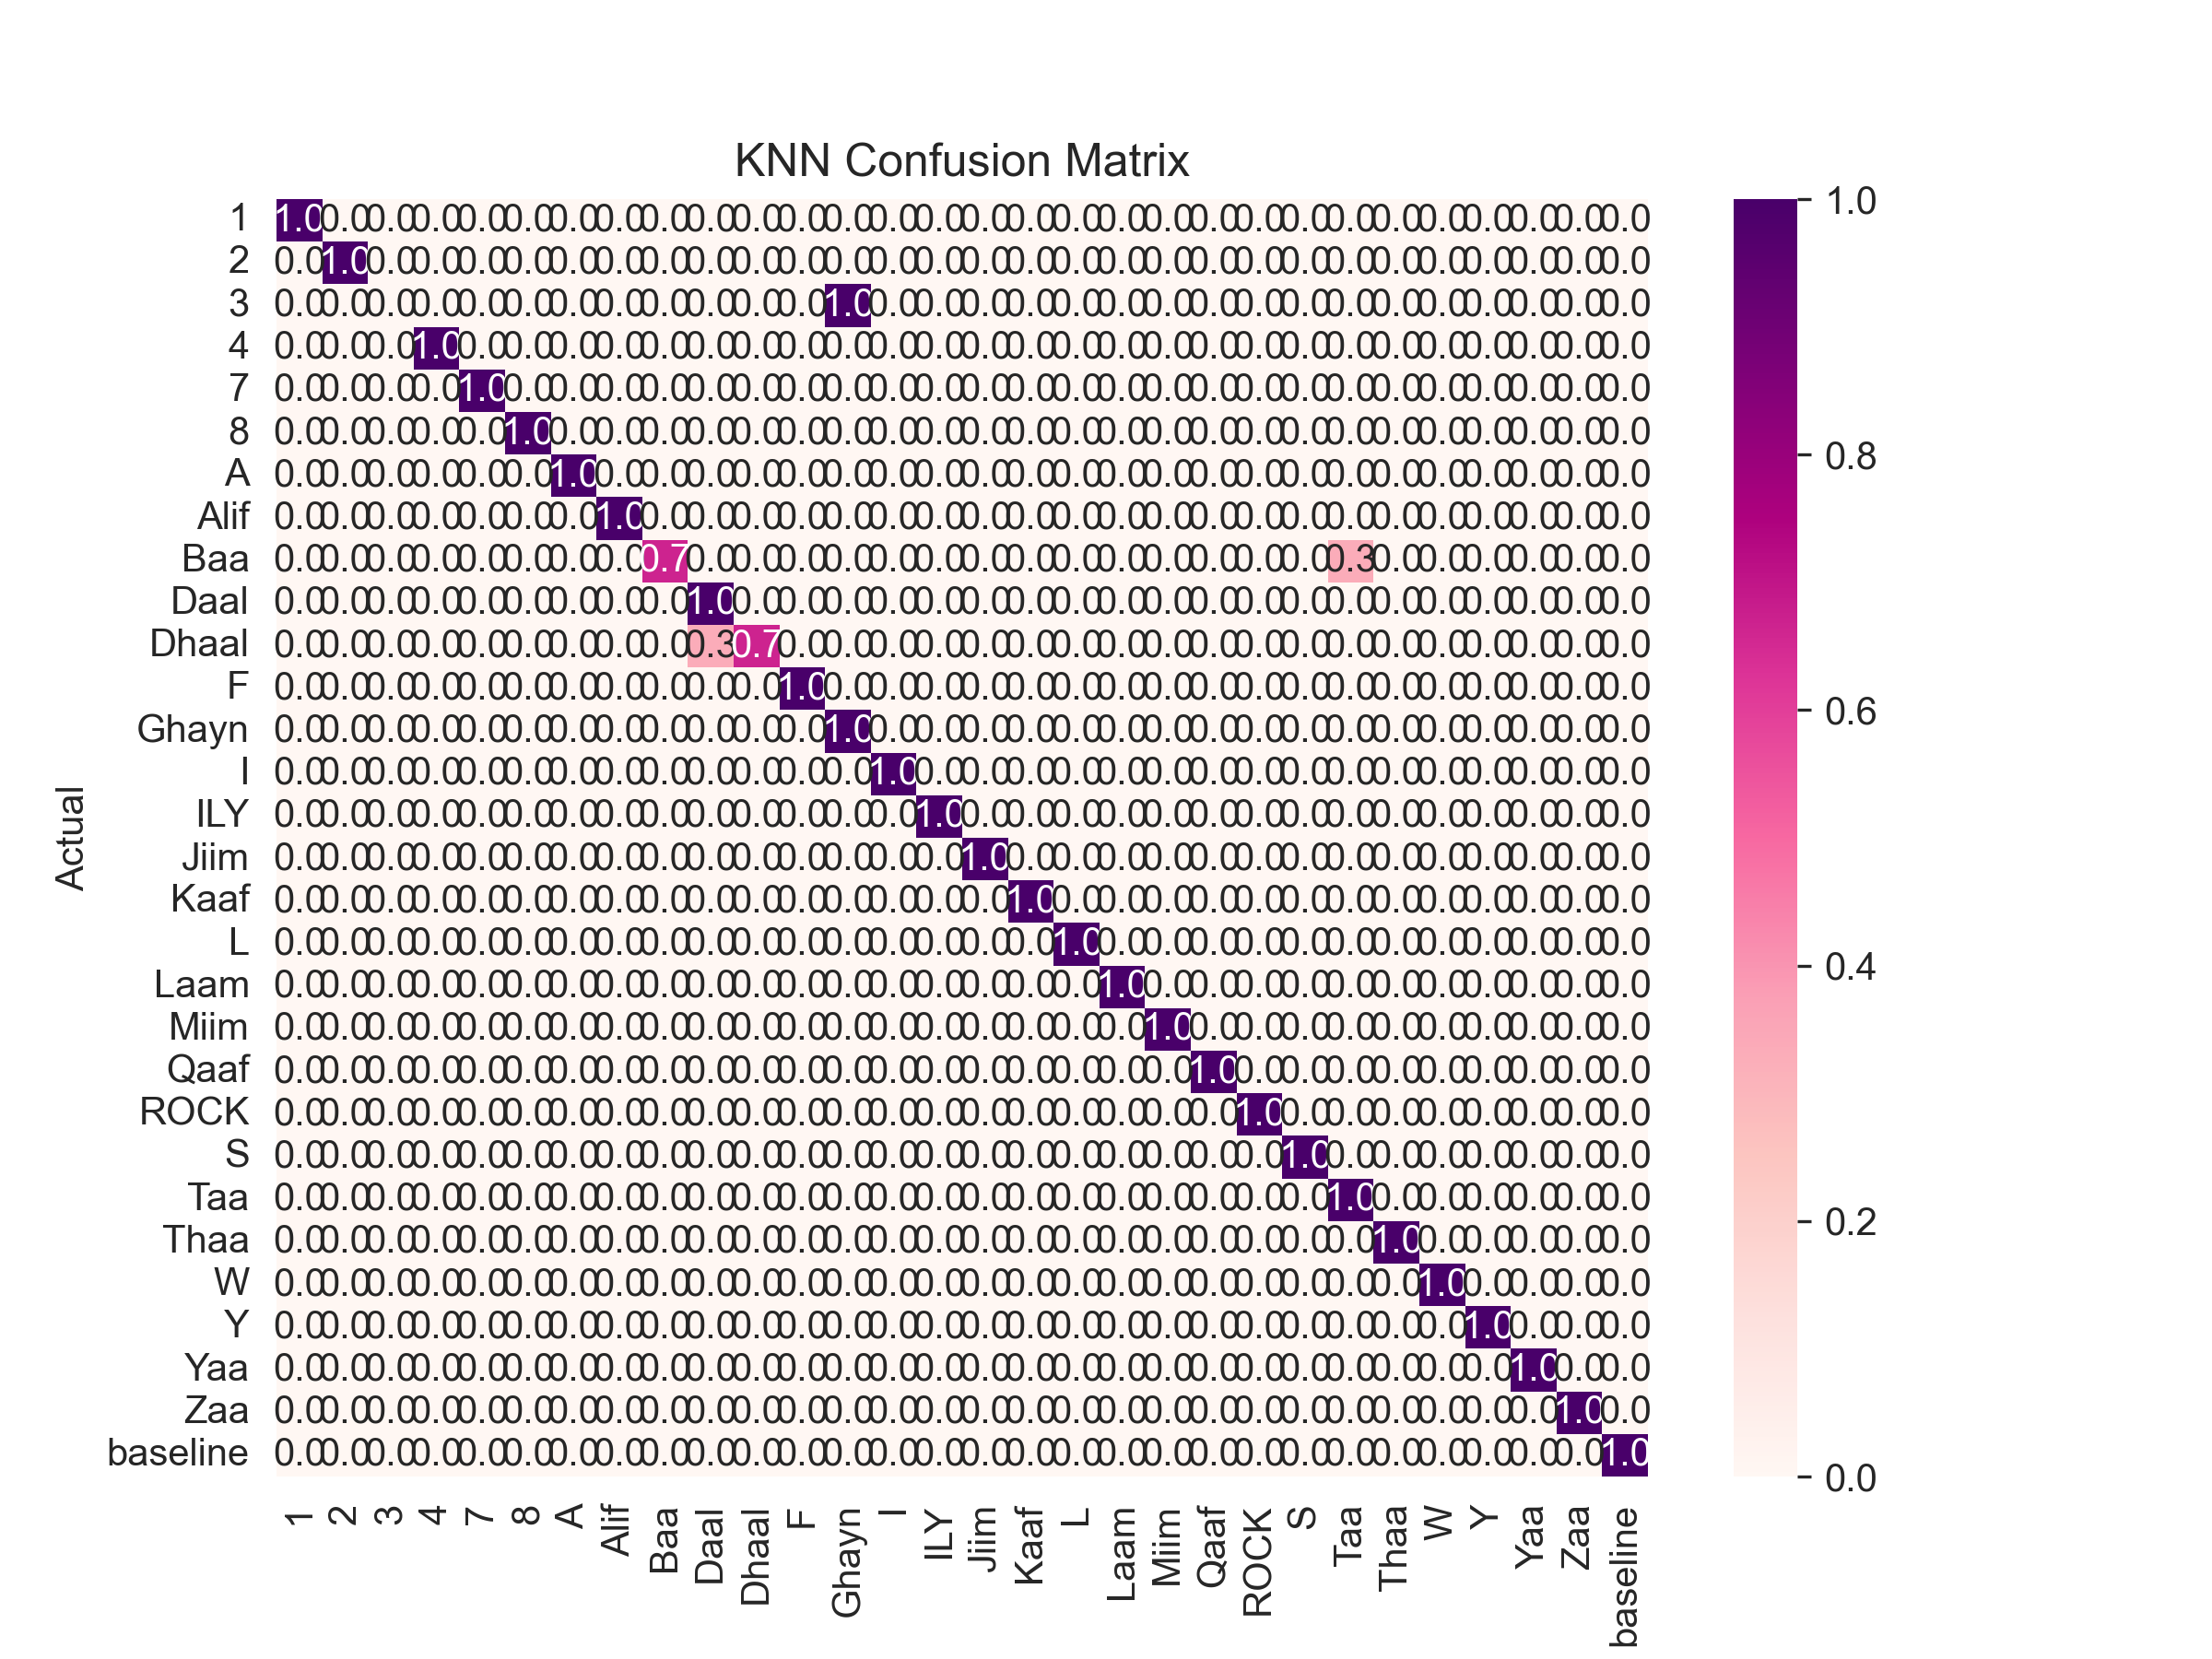 KNN Confusion Matrix
Actual
1 1.0 0.0 0.0 0.0 0.0 0.0 0.0 0.0 0.0 0.0 0.0 0.0 0.0 0.0 0.0 0.0 0.0 0.0 0.0 0.0 0.0 0.0 0.0 0.0 0.0 0.0 0.0 0.0 0.0 0.0
2 0.0 1.0 0.0 0.0 0.0 0.0 0.0 0.0 0.0 0.0 0.0 0.0 0.0 0.0 0.0 0.0 0.0 0.0 0.0 0.0 0.0 0.0 0.0 0.0 0.0 0.0 0.0 0.0 0.0 0.0
3 0.0 0.0 0.0 0.0 0.0 0.0 0.0 0.0 0.0 0.0 0.0 0.0 1.0 0.0 0.0 0.0 0.0 0.0 0.0 0.0 0.0 0.0 0.0 0.0 0.0 0.0 0.0 0.0 0.0 0.0
4 0.0 0.0 0.0 1.0 0.0 0.0 0.0 0.0 0.0 0.0 0.0 0.0 0.0 0.0 0.0 0.0 0.0 0.0 0.0 0.0 0.0 0.0 0.0 0.0 0.0 0.0 0.0 0.0 0.0 0.0
7 0.0 0.0 0.0 0.0 1.0 0.0 0.0 0.0 0.0 0.0 0.0 0.0 0.0 0.0 0.0 0.0 0.0 0.0 0.0 0.0 0.0 0.0 0.0 0.0 0.0 0.0 0.0 0.0 0.0 0.0
8 0.0 0.0 0.0 0.0 0.0 1.0 0.0 0.0 0.0 0.0 0.0 0.0 0.0 0.0 0.0 0.0 0.0 0.0 0.0 0.0 0.0 0.0 0.0 0.0 0.0 0.0 0.0 0.0 0.0 0.0
A 0.0 0.0 0.0 0.0 0.0 0.0 1.0 0.0 0.0 0.0 0.0 0.0 0.0 0.0 0.0 0.0 0.0 0.0 0.0 0.0 0.0 0.0 0.0 0.0 0.0 0.0 0.0 0.0 0.0 0.0
Alif 0.0 0.0 0.0 0.0 0.0 0.0 0.0 1.0 0.0 0.0 0.0 0.0 0.0 0.0 0.0 0.0 0.0 0.0 0.0 0.0 0.0 0.0 0.0 0.0 0.0 0.0 0.0 0.0 0.0 0.0
Baa 0.0 0.0 0.0 0.0 0.0 0.0 0.0 0.0 0.7 0.0 0.0 0.0 0.0 0.0 0.0 0.0 0.0 0.0 0.0 0.0 0.0 0.0 0.0 0.3 0.0 0.0 0.0 0.0 0.0 0.0
Daal 0.0 0.0 0.0 0.0 0.0 0.0 0.0 0.0 0.0 1.0 0.0 0.0 0.0 0.0 0.0 0.0 0.0 0.0 0.0 0.0 0.0 0.0 0.0 0.0 0.0 0.0 0.0 0.0 0.0 0.0
Dhaal 0.0 0.0 0.0 0.0 0.0 0.0 0.0 0.0 0.0 0.3 0.7 0.0 0.0 0.0 0.0 0.0 0.0 0.0 0.0 0.0 0.0 0.0 0.0 0.0 0.0 0.0 0.0 0.0 0.0 0.0
F 0.0 0.0 0.0 0.0 0.0 0.0 0.0 0.0 0.0 0.0 0.0 1.0 0.0 0.0 0.0 0.0 0.0 0.0 0.0 0.0 0.0 0.0 0.0 0.0 0.0 0.0 0.0 0.0 0.0 0.0
Ghayn 0.0 0.0 0.0 0.0 0.0 0.0 0.0 0.0 0.0 0.0 0.0 0.0 1.0 0.0 0.0 0.0 0.0 0.0 0.0 0.0 0.0 0.0 0.0 0.0 0.0 0.0 0.0 0.0 0.0 0.0
I 0.0 0.0 0.0 0.0 0.0 0.0 0.0 0.0 0.0 0.0 0.0 0.0 0.0 1.0 0.0 0.0 0.0 0.0 0.0 0.0 0.0 0.0 0.0 0.0 0.0 0.0 0.0 0.0 0.0 0.0
ILY 0.0 0.0 0.0 0.0 0.0 0.0 0.0 0.0 0.0 0.0 0.0 0.0 0.0 0.0 1.0 0.0 0.0 0.0 0.0 0.0 0.0 0.0 0.0 0.0 0.0 0.0 0.0 0.0 0.0 0.0
Jiim 0.0 0.0 0.0 0.0 0.0 0.0 0.0 0.0 0.0 0.0 0.0 0.0 0.0 0.0 0.0 1.0 0.0 0.0 0.0 0.0 0.0 0.0 0.0 0.0 0.0 0.0 0.0 0.0 0.0 0.0
Kaaf 0.0 0.0 0.0 0.0 0.0 0.0 0.0 0.0 0.0 0.0 0.0 0.0 0.0 0.0 0.0 0.0 1.0 0.0 0.0 0.0 0.0 0.0 0.0 0.0 0.0 0.0 0.0 0.0 0.0 0.0
L 0.0 0.0 0.0 0.0 0.0 0.0 0.0 0.0 0.0 0.0 0.0 0.0 0.0 0.0 0.0 0.0 0.0 1.0 0.0 0.0 0.0 0.0 0.0 0.0 0.0 0.0 0.0 0.0 0.0 0.0
Laam 0.0 0.0 0.0 0.0 0.0 0.0 0.0 0.0 0.0 0.0 0.0 0.0 0.0 0.0 0.0 0.0 0.0 0.0 1.0 0.0 0.0 0.0 0.0 0.0 0.0 0.0 0.0 0.0 0.0 0.0
Miim 0.0 0.0 0.0 0.0 0.0 0.0 0.0 0.0 0.0 0.0 0.0 0.0 0.0 0.0 0.0 0.0 0.0 0.0 0.0 1.0 0.0 0.0 0.0 0.0 0.0 0.0 0.0 0.0 0.0 0.0
Qaaf 0.0 0.0 0.0 0.0 0.0 0.0 0.0 0.0 0.0 0.0 0.0 0.0 0.0 0.0 0.0 0.0 0.0 0.0 0.0 0.0 1.0 0.0 0.0 0.0 0.0 0.0 0.0 0.0 0.0 0.0
ROCK 0.0 0.0 0.0 0.0 0.0 0.0 0.0 0.0 0.0 0.0 0.0 0.0 0.0 0.0 0.0 0.0 0.0 0.0 0.0 0.0 0.0 1.0 0.0 0.0 0.0 0.0 0.0 0.0 0.0 0.0
S 0.0 0.0 0.0 0.0 0.0 0.0 0.0 0.0 0.0 0.0 0.0 0.0 0.0 0.0 0.0 0.0 0.0 0.0 0.0 0.0 0.0 0.0 1.0 0.0 0.0 0.0 0.0 0.0 0.0 0.0
Taa 0.0 0.0 0.0 0.0 0.0 0.0 0.0 0.0 0.0 0.0 0.0 0.0 0.0 0.0 0.0 0.0 0.0 0.0 0.0 0.0 0.0 0.0 0.0 1.0 0.0 0.0 0.0 0.0 0.0 0.0
Thaa 0.0 0.0 0.0 0.0 0.0 0.0 0.0 0.0 0.0 0.0 0.0 0.0 0.0 0.0 0.0 0.0 0.0 0.0 0.0 0.0 0.0 0.0 0.0 0.0 1.0 0.0 0.0 0.0 0.0 0.0
W 0.0 0.0 0.0 0.0 0.0 0.0 0.0 0.0 0.0 0.0 0.0 0.0 0.0 0.0 0.0 0.0 0.0 0.0 0.0 0.0 0.0 0.0 0.0 0.0 0.0 1.0 0.0 0.0 0.0 0.0
Y 0.0 0.0 0.0 0.0 0.0 0.0 0.0 0.0 0.0 0.0 0.0 0.0 0.0 0.0 0.0 0.0 0.0 0.0 0.0 0.0 0.0 0.0 0.0 0.0 0.0 0.0 1.0 0.0 0.0 0.0
Yaa 0.0 0.0 0.0 0.0 0.0 0.0 0.0 0.0 0.0 0.0 0.0 0.0 0.0 0.0 0.0 0.0 0.0 0.0 0.0 0.0 0.0 0.0 0.0 0.0 0.0 0.0 0.0 1.0 0.0 0.0
Zaa 0.0 0.0 0.0 0.0 0.0 0.0 0.0 0.0 0.0 0.0 0.0 0.0 0.0 0.0 0.0 0.0 0.0 0.0 0.0 0.0 0.0 0.0 0.0 0.0 0.0 0.0 0.0 0.0 1.0 0.0
baseline 0.0 0.0 0.0 0.0 0.0 0.0 0.0 0.0 0.0 0.0 0.0 0.0 0.0 0.0 0.0 0.0 0.0 0.0 0.0 0.0 0.0 0.0 0.0 0.0 0.0 0.0 0.0 0.0 0.0 1.0
1 2 3 4 7 8 A Alif Baa Daal Dhaal F Ghayn I ILY Jiim Kaaf L Laam Miim Qaaf ROCK S Taa Thaa W Y Yaa Zaa baseline
1.0
0.8
0.6
0.4
0.2
0.0